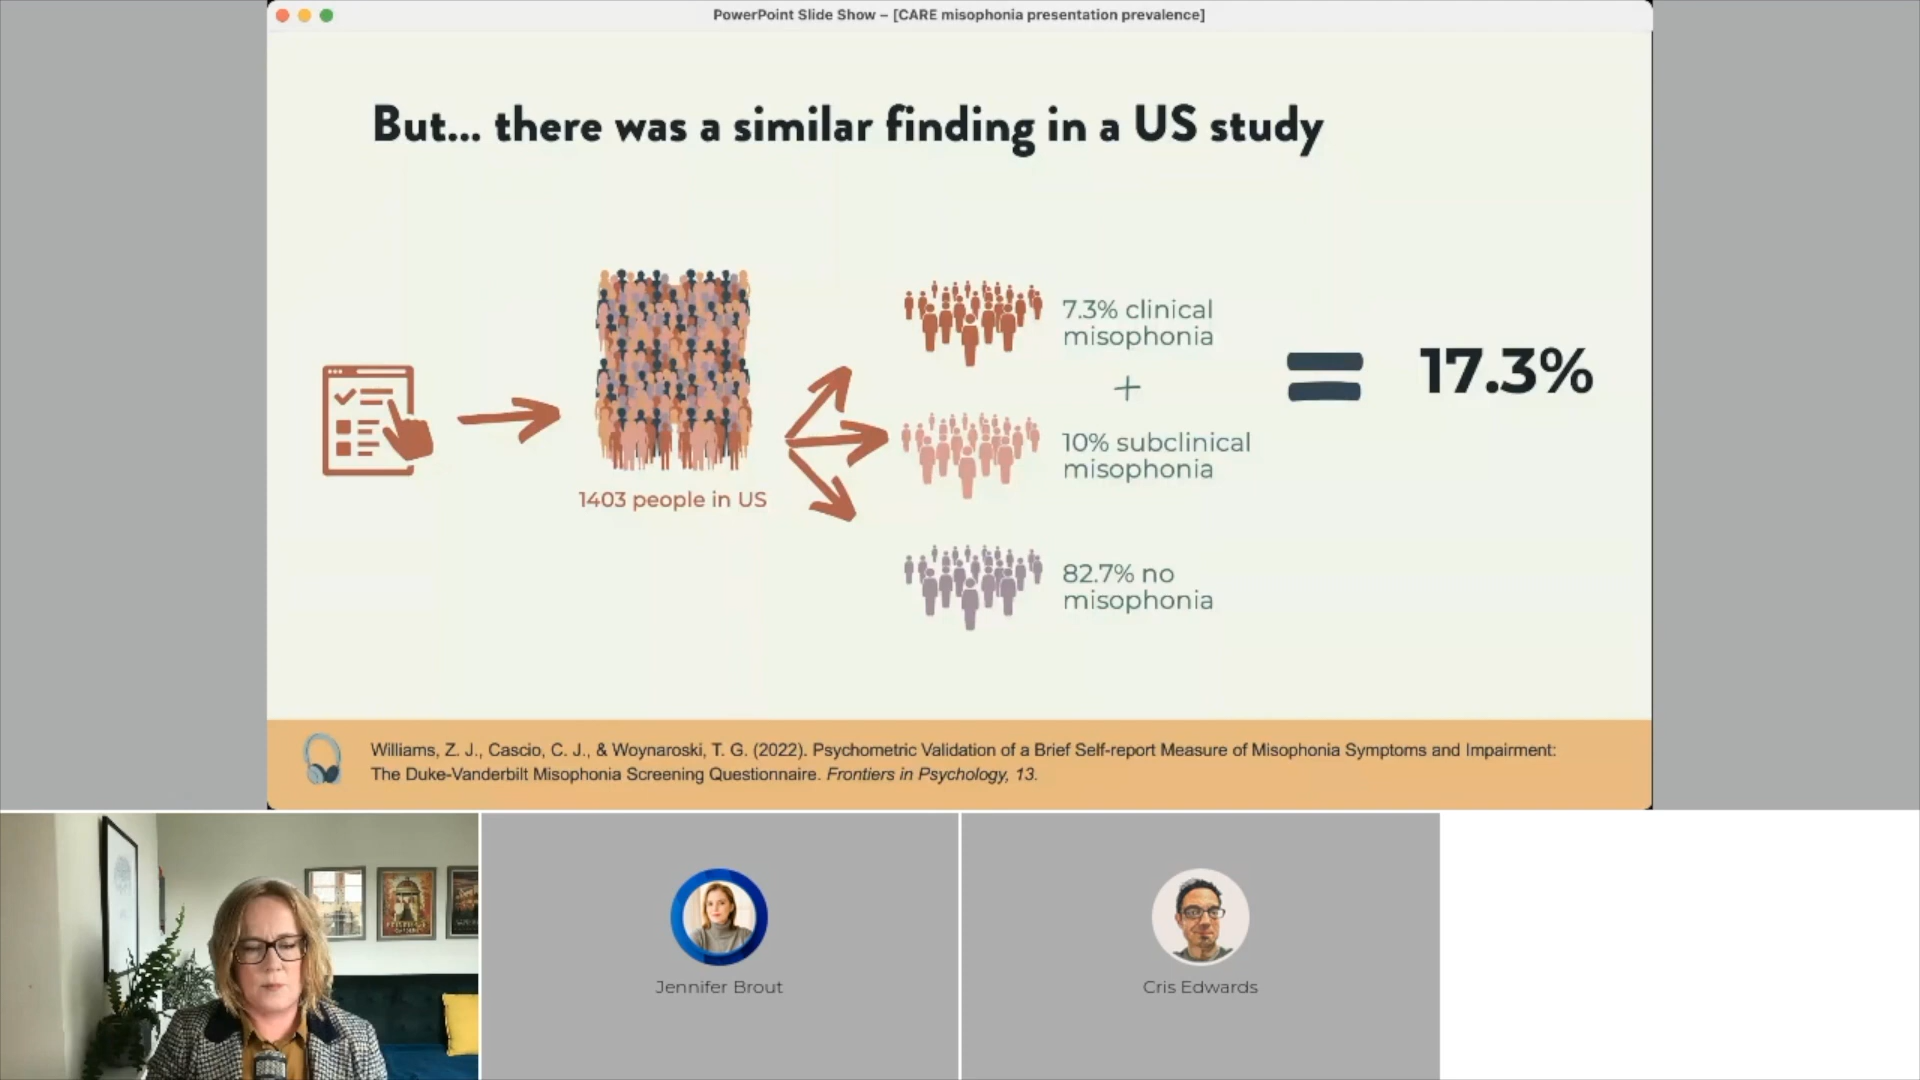 PowerPoint Slide Show – [CARE misophonia presentation prevalence]
But... there was a similar finding in a US study
7.3% clinical
misophonia
+
10% subclinical
misophonia
= 17.3%
1403 people in US
82.7% no
misophonia
Williams, Z. J., Cascio, C. J., & Woynaroski, T. G. (2022). Psychometric Validation of a Brief Self-report Measure of Misophonia Symptoms and Impairment:
The Duke-Vanderbilt Misophonia Screening Questionnaire. Frontiers in Psychology, 13.
Jennifer Brout
Cris Edwards